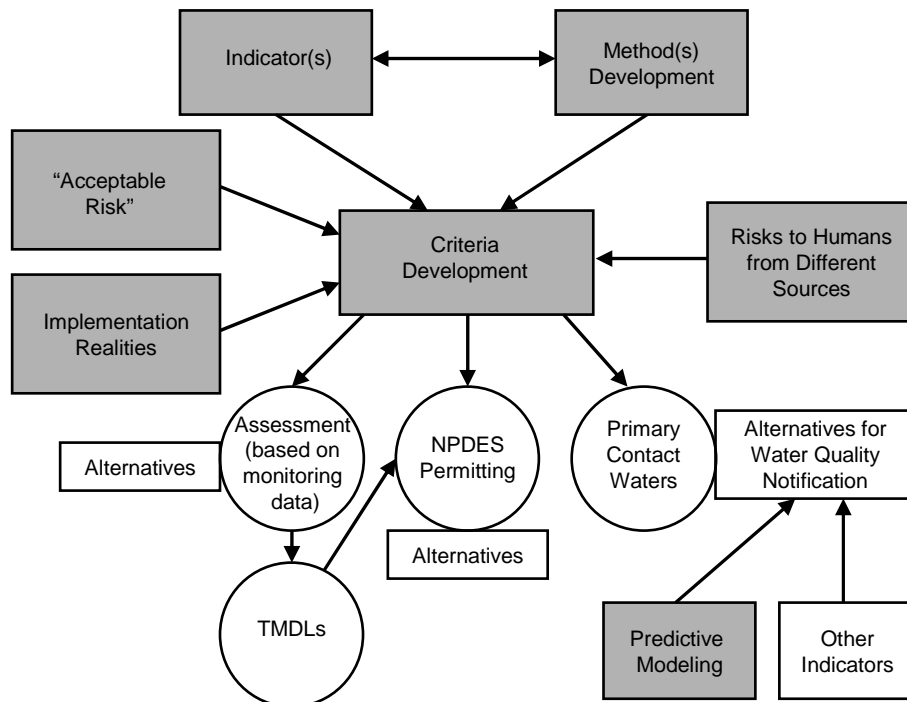 Indicator(s)
Method(s)
Development
“Acceptable
Risk”
Criteria
Development
Risks to Humans
from Different
Sources
Implementation
Realities
Assessment
(based on
monitoring
data)
Alternatives
NPDES
Permitting
Alternatives
Primary
Contact
Waters
Alternatives for
Water Quality
Notification
TMDLs
Predictive
Modeling
Other
Indicators